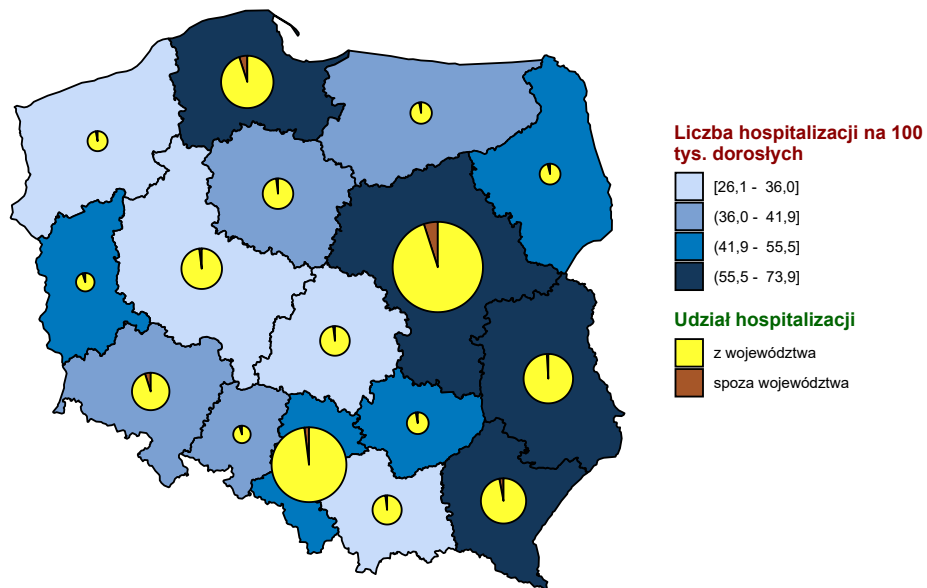 Liczba hospitalizacji na 100
tys. dorosłych
[26,1 - 36,0]
(36,0 - 41,9]
(41,9 - 55,5]
(55,5 - 73,9]
Udział hospitalizacji
z województwa
spoza województwa